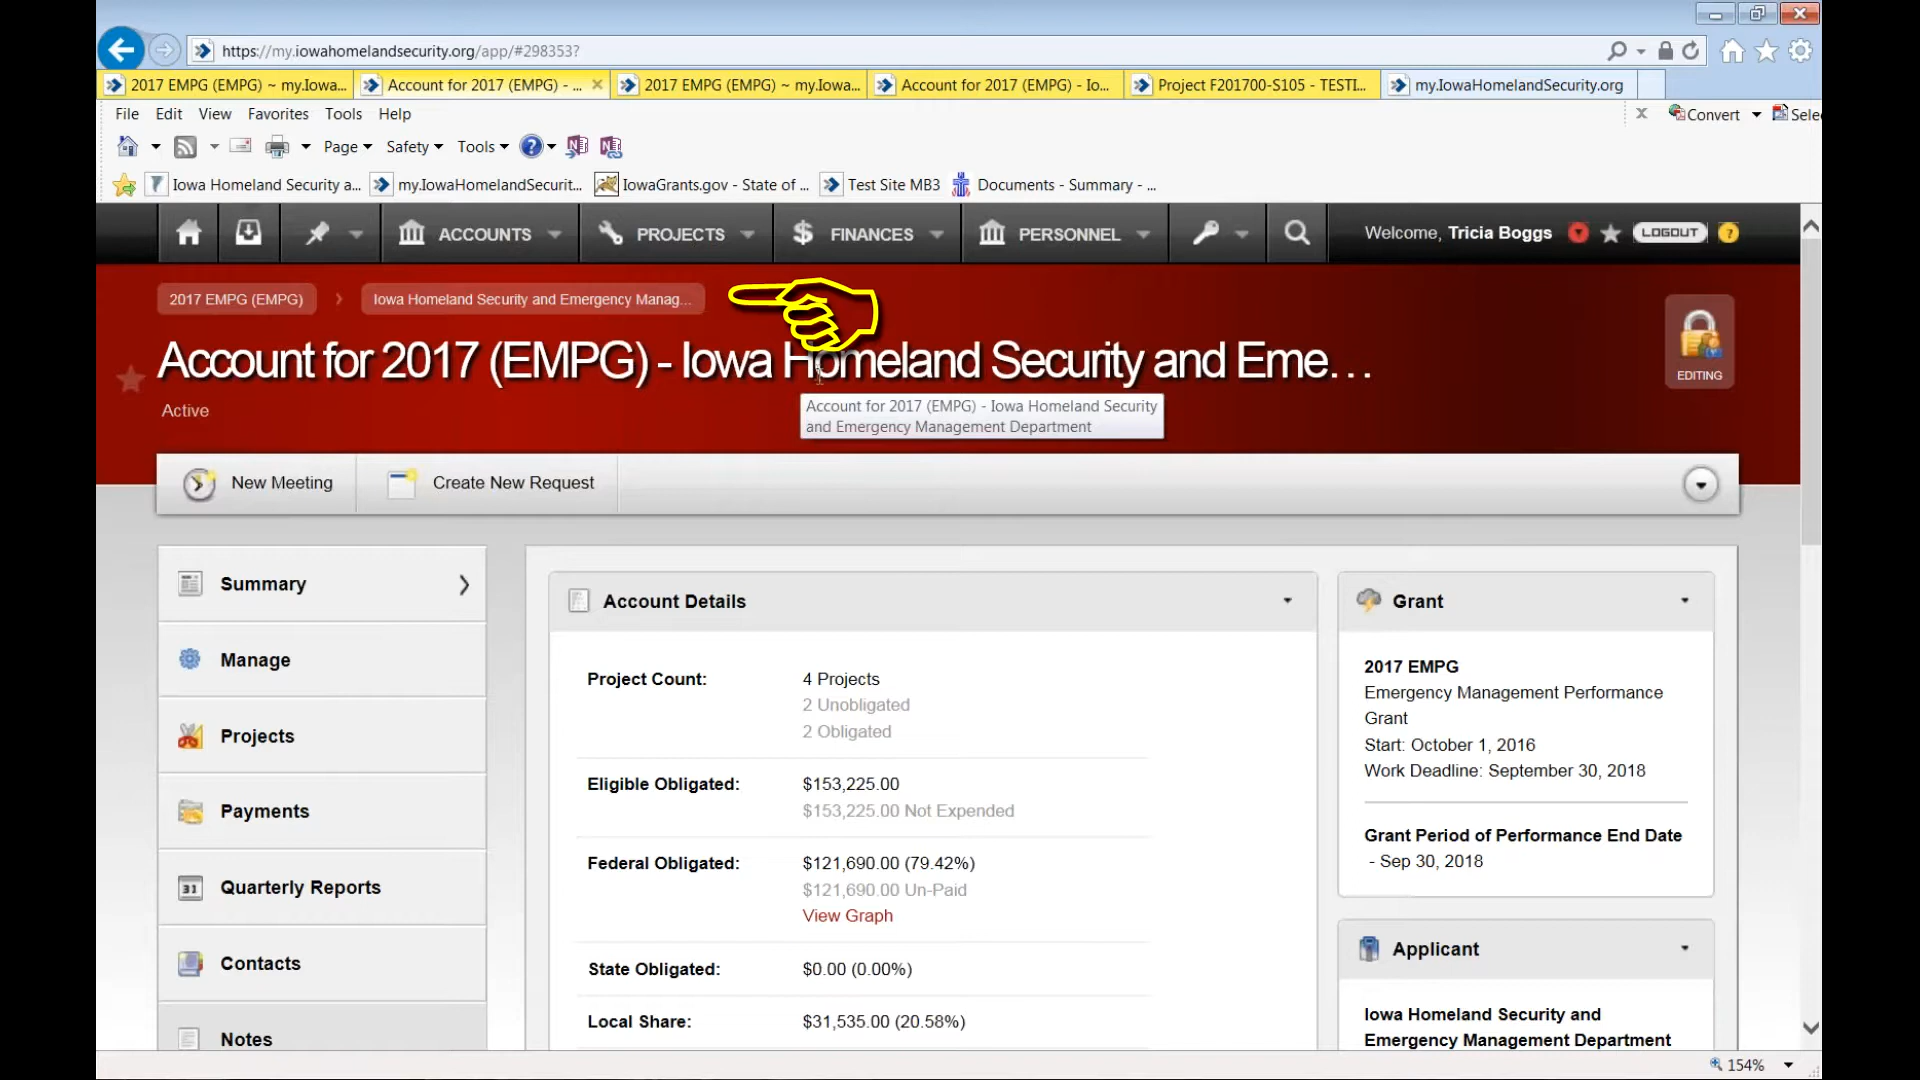 https://my.iowahomelandsecurity.org/app/#298353?
2017 EMPG (EMPG) ~ my.Iowa...
Account for 2017 (EMPG) - ...
2017 EMPG (EMPG) ~ my.Iowa...
Account for 2017 (EMPG) - Io...
Project F201700-S105 - TESTI...
my.IowaHomelandSecurity.org
File Edit View Favorites Tools Help
x Convert Sele
Page Safety Tools
Iowa Homeland Security a... my.IowaHomelandSecurit... IowaGrants.gov - State of ... Test Site MB3 Documents - Summary - ...
ACCOUNTS PROJECTS FINANCES PERSONNEL Welcome, Tricia Boggs LOGOUT ?
2017 EMPG (EMPG) Iowa Homeland Security and Emergency Manag...
Account for 2017 (EMPG) - Iowa Homeland Security and Eme...
EDITING
Active
Account for 2017 (EMPG) - Iowa Homeland Security
and Emergency Management Department
New Meeting Create New Request
Summary
Manage
Projects
Payments
31 Quarterly Reports
Contacts
Notes
Account Details
Project Count: 4 Projects
2 Unobligated
2 Obligated
Eligible Obligated: $153,225.00
$153,225.00 Not Expended
Federal Obligated: $121,690.00 (79.42%)
$121,690.00 Un-Paid
View Graph
State Obligated: $0.00 (0.00%)
Local Share: $31,535.00 (20.58%)
Grant
2017 EMPG
Emergency Management Performance
Grant
Start: October 1, 2016
Work Deadline: September 30, 2018
Grant Period of Performance End Date
- Sep 30, 2018
Applicant
Iowa Homeland Security and
Emergency Management Department
154%